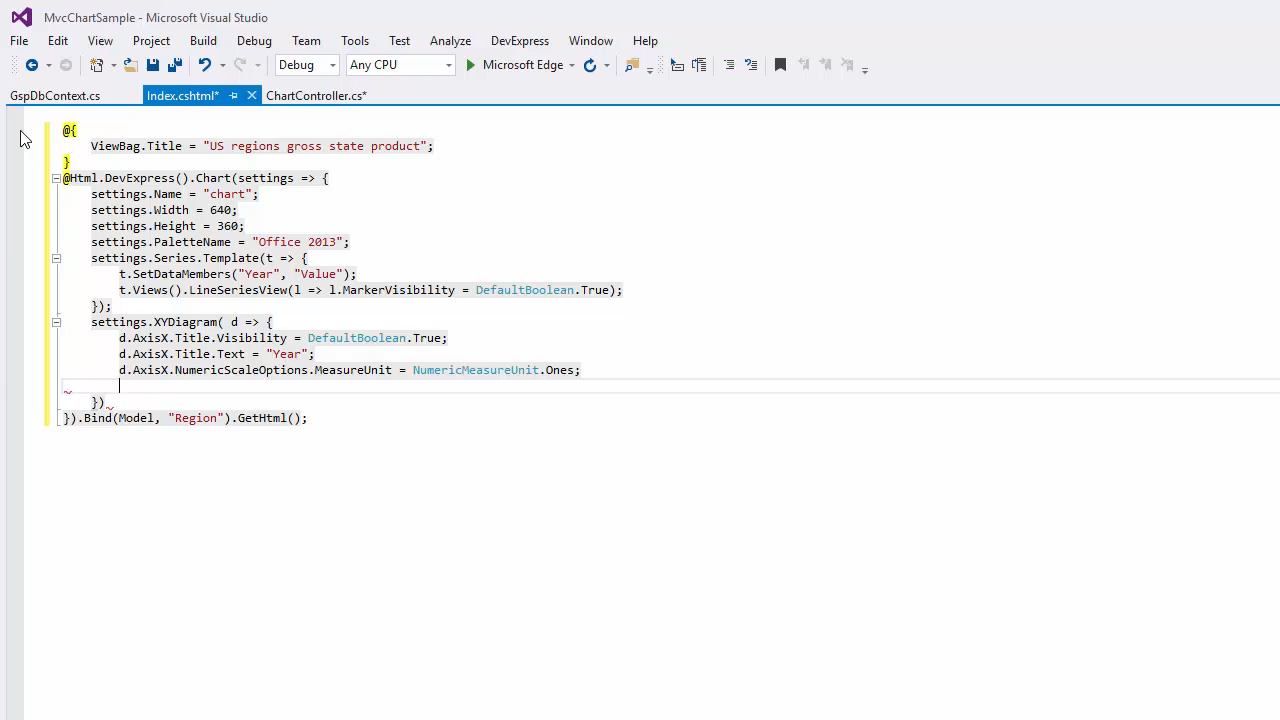 MvcChartSample - Microsoft Visual Studio
File Edit View Project Build Debug Team Tools Test Analyze DevExpress Window Help
Debug Any CPU Microsoft Edge
GspDbContext.cs Index.cshtml* ChartController.cs*
@{
    ViewBag.Title = "US regions gross state product";
}
@Html.DevExpress().Chart(settings => {
    settings.Name = "chart";
    settings.Width = 640;
    settings.Height = 360;
    settings.PaletteName = "Office 2013";
    settings.Series.Template(t => {
        t.SetDataMembers("Year", "Value");
        t.Views().LineSeriesView(l => l.MarkerVisibility = DefaultBoolean.True);
    });
    settings.XYDiagram( d => {
        d.AxisX.Title.Visibility = DefaultBoolean.True;
        d.AxisX.Title.Text = "Year";
        d.AxisX.NumericScaleOptions.MeasureUnit = NumericMeasureUnit.Ones;
    })
}).Bind(Model, "Region").GetHtml();